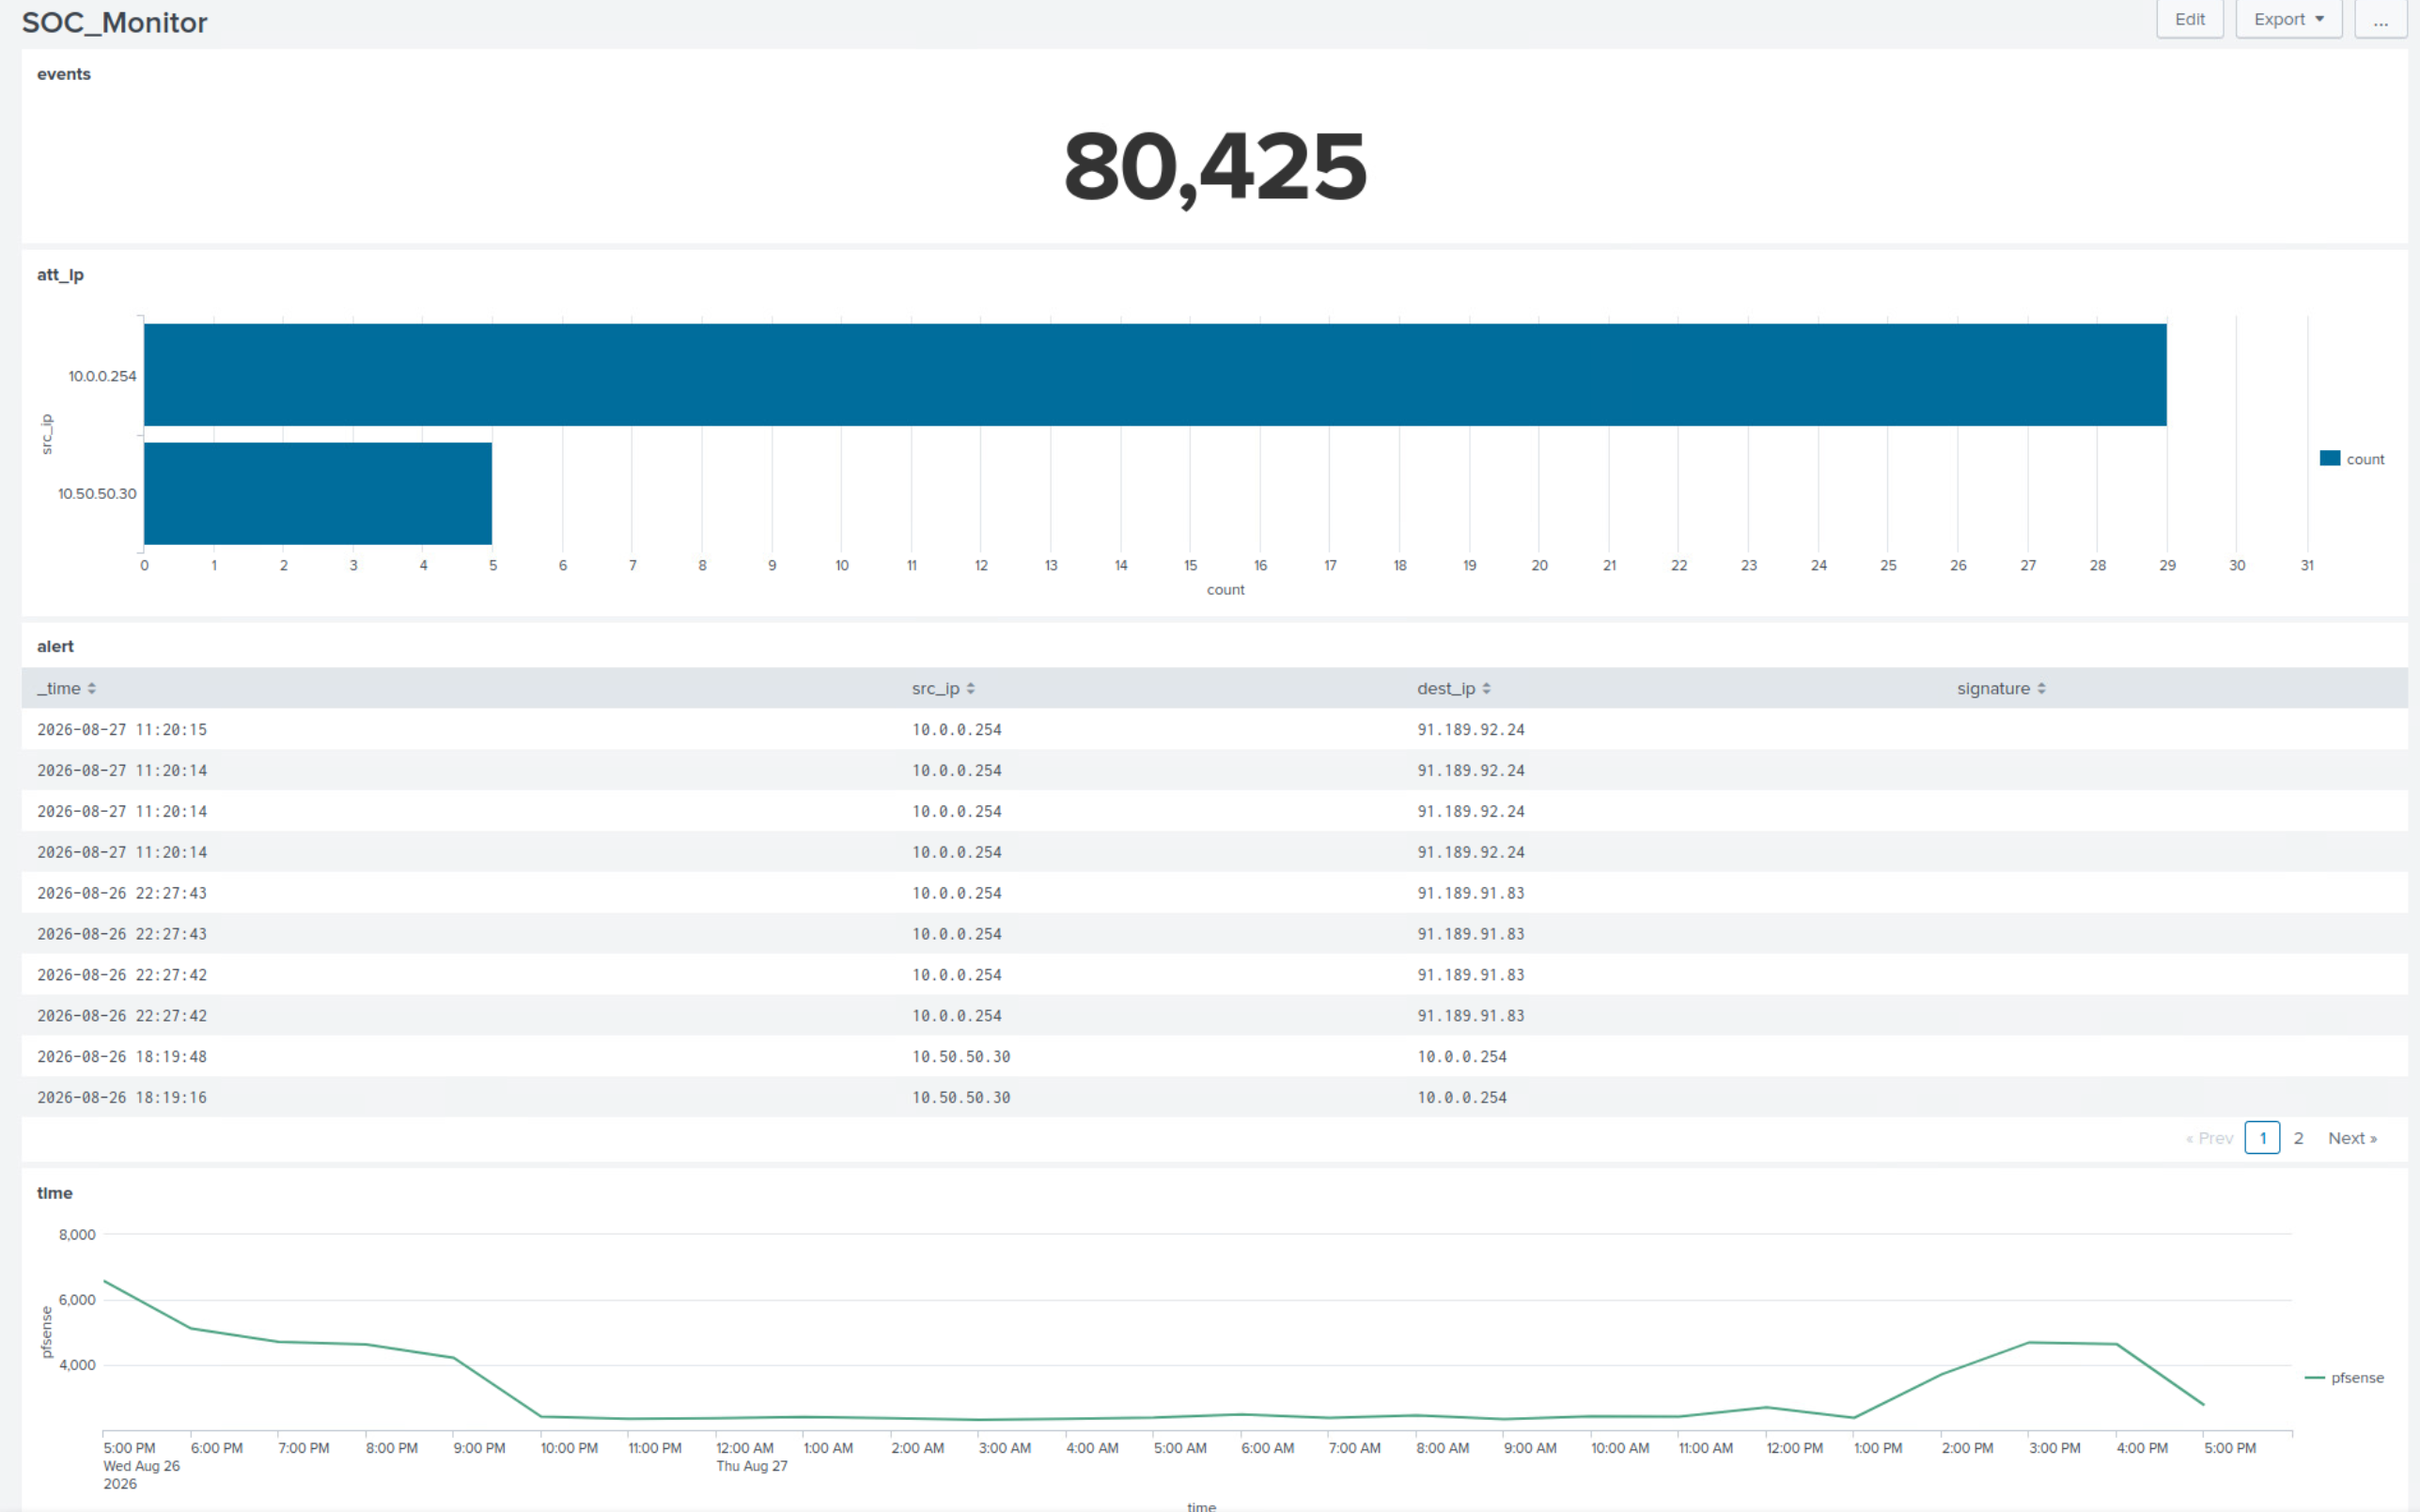 SOC_Monitor
Edit Export ...
events
80,425
att_ip
src_ip
10.0.0.254
10.50.50.30
0 1 2 3 4 5 6 7 8 9 10 11 12 13 14 15 16 17 18 19 20 21 22 23 24 25 26 27 28 29 30 31
count
count
alert
_time src_ip dest_ip signature
2026-08-27 11:20:15 10.0.0.254 91.189.92.24
2026-08-27 11:20:14 10.0.0.254 91.189.92.24
2026-08-27 11:20:14 10.0.0.254 91.189.92.24
2026-08-27 11:20:14 10.0.0.254 91.189.92.24
2026-08-26 22:27:43 10.0.0.254 91.189.91.83
2026-08-26 22:27:43 10.0.0.254 91.189.91.83
2026-08-26 22:27:42 10.0.0.254 91.189.91.83
2026-08-26 22:27:42 10.0.0.254 91.189.91.83
2026-08-26 18:19:48 10.50.50.30 10.0.0.254
2026-08-26 18:19:16 10.50.50.30 10.0.0.254
« Prev 1 2 Next »
time
8,000
6,000
4,000
pfsense
pfsense
5:00 PM 6:00 PM 7:00 PM 8:00 PM 9:00 PM 10:00 PM 11:00 PM 12:00 AM 1:00 AM 2:00 AM 3:00 AM 4:00 AM 5:00 AM 6:00 AM 7:00 AM 8:00 AM 9:00 AM 10:00 AM 11:00 AM 12:00 PM 1:00 PM 2:00 PM 3:00 PM 4:00 PM 5:00 PM
Wed Aug 26 Thu Aug 27
2026
time